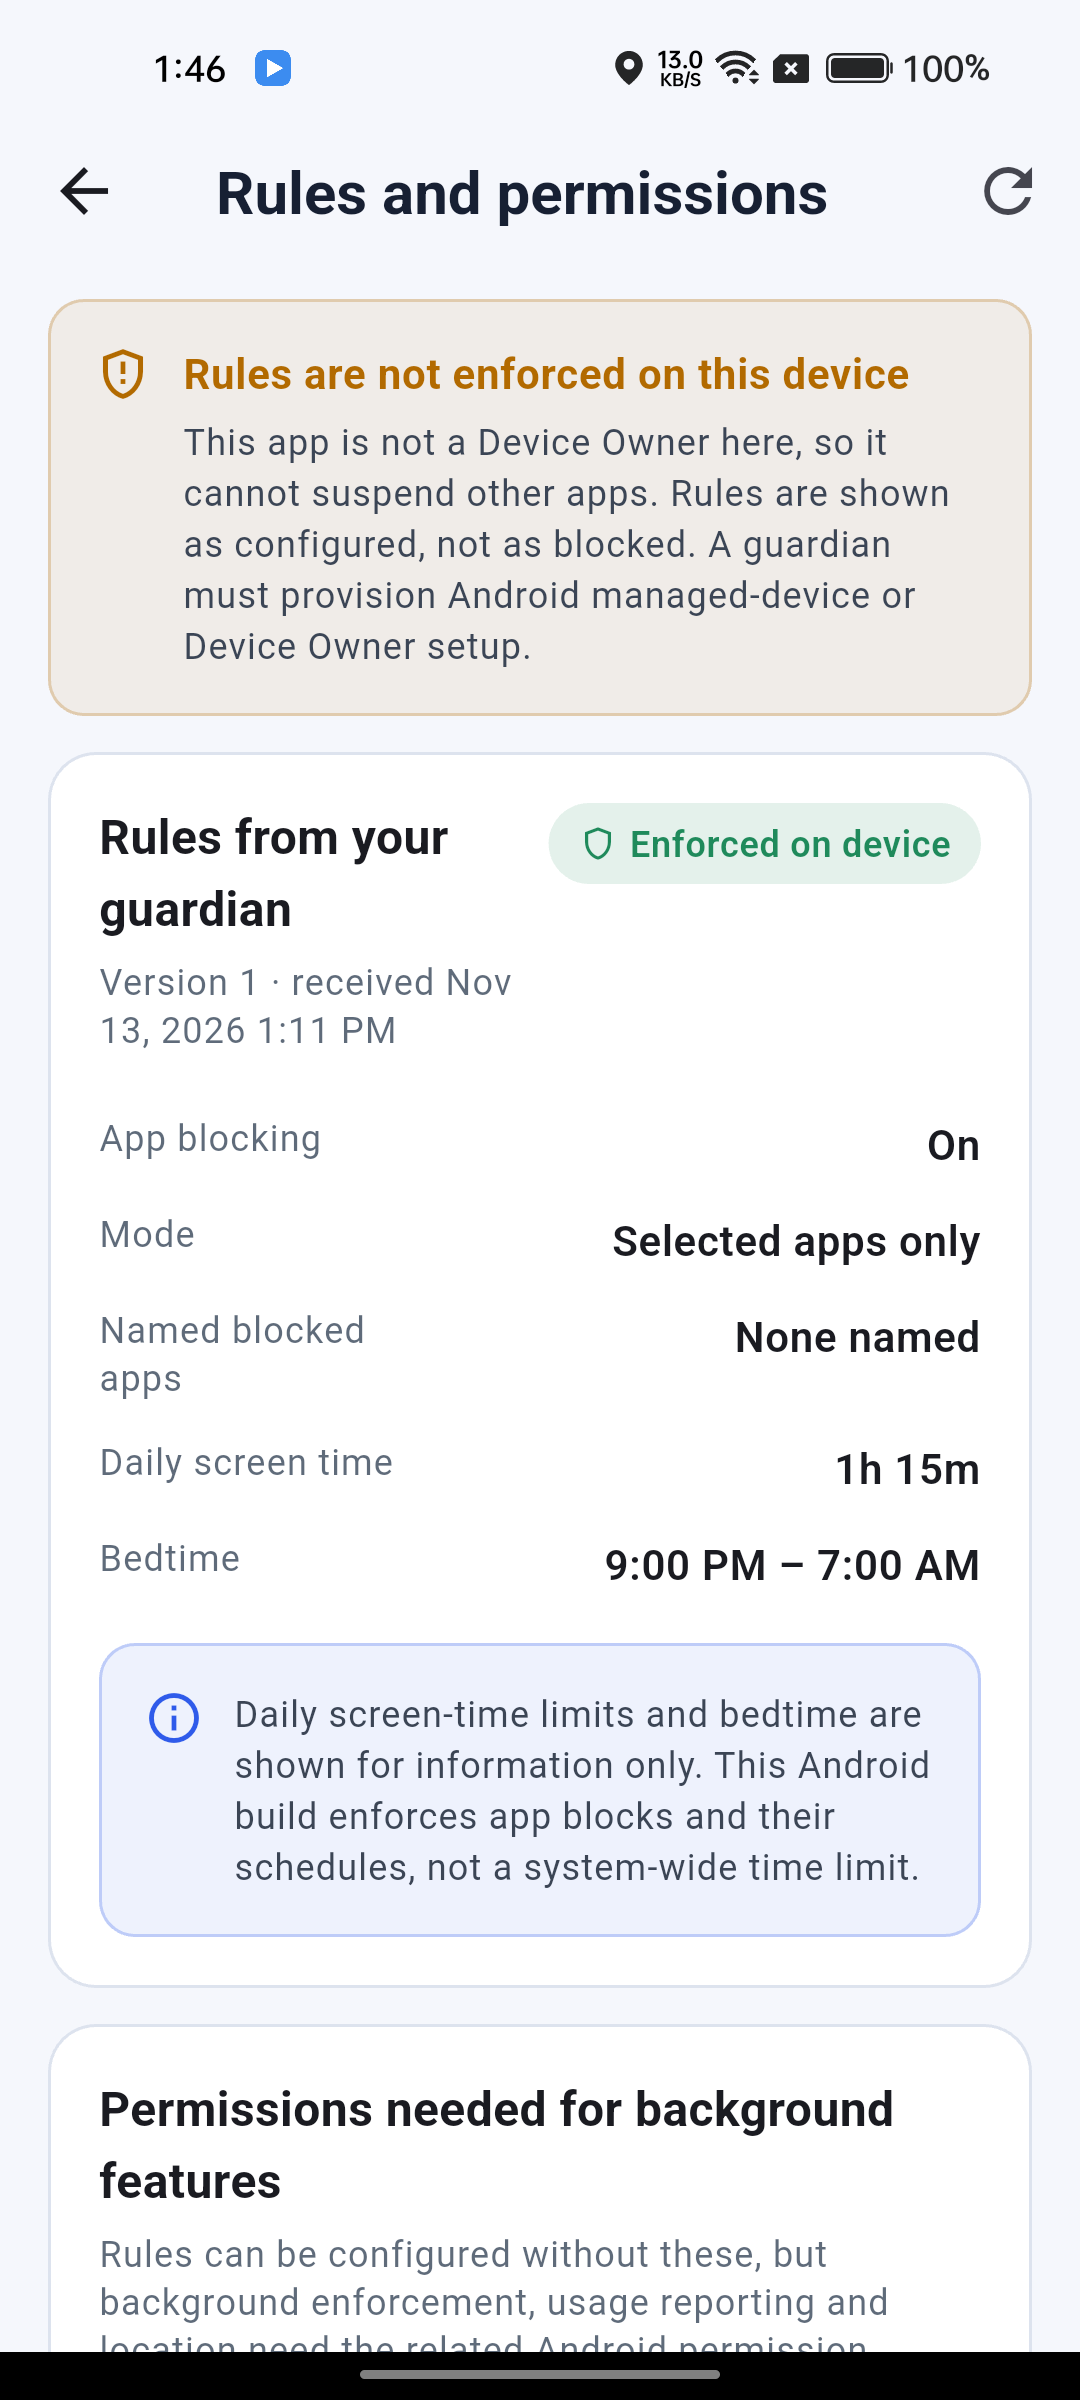 1:46
13.0
KB/S
100%
Rules and permissions
Rules are not enforced on this device
This app is not a Device Owner here, so it
cannot suspend other apps. Rules are shown
as configured, not as blocked. A guardian
must provision Android managed-device or
Device Owner setup.
Rules from your
guardian
Enforced on device
Version 1 · received Nov
13, 2026 1:11 PM
App blocking
On
Mode
Selected apps only
Named blocked
apps
None named
Daily screen time
1h 15m
Bedtime
9:00 PM – 7:00 AM
Daily screen-time limits and bedtime are
shown for information only. This Android
build enforces app blocks and their
schedules, not a system-wide time limit.
Permissions needed for background
features
Rules can be configured without these, but
background enforcement, usage reporting and
location need the related Android permission